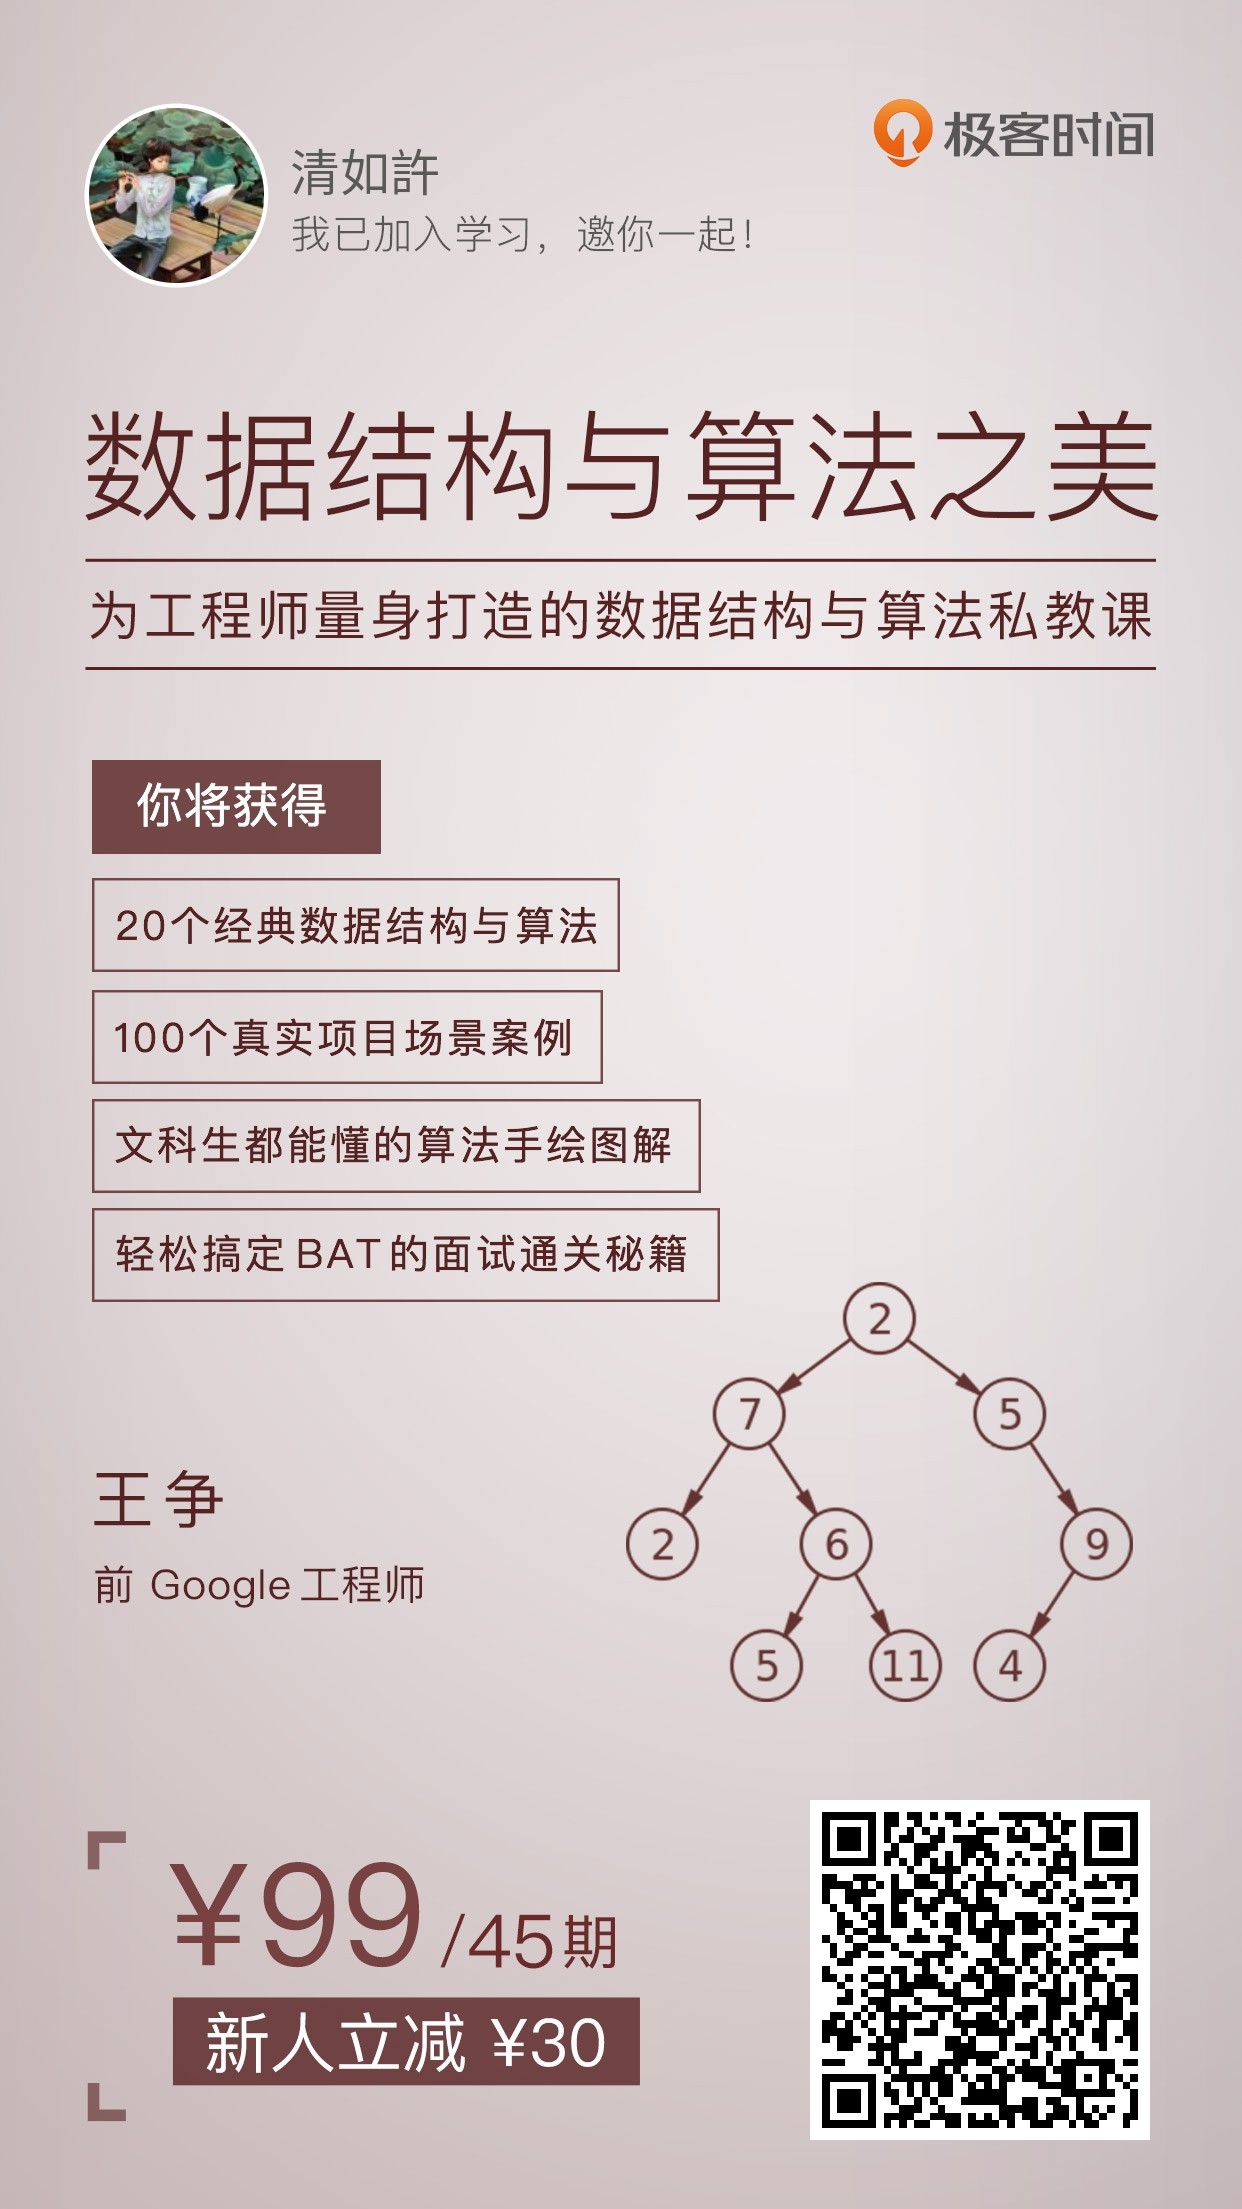 清如許
我已加入学习，邀你一起！
极客时间
数据结构与算法之美
为工程师量身打造的数据结构与算法私教课
你将获得
20个经典数据结构与算法
100个真实项目场景案例
文科生都能懂的算法手绘图解
轻松搞定 BAT 的面试通关秘籍
2
7 5
2 6 9
5 11 4
王争
前 Google 工程师
¥99 /45期
新人立减 ¥30